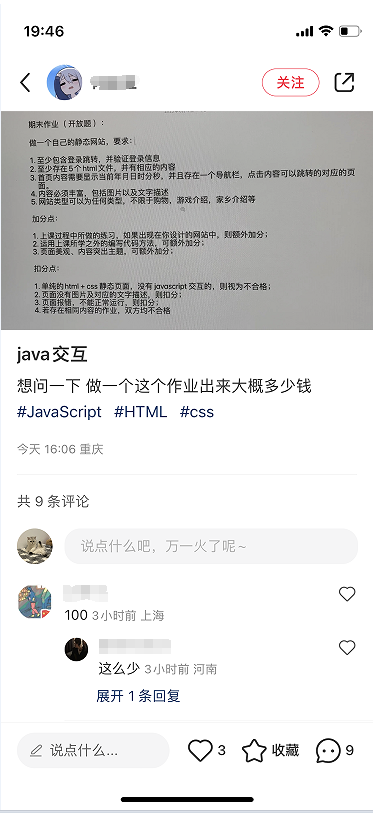 19:46
关注
期末作业（开放题）：
做一个自己的静态网站，要求：
1. 至少包含登录跳转，并验证登录信息
2. 至少存在5个html文件，并有相应的内容
3. 首页内容需要显示当前年月日时分秒，并且存在一个导航栏，点击内容可以跳转的对应的页
面。
4. 内容必须丰富，包括图片以及文字描述
5. 网站类型可以为任何类型，不限于购物，游戏介绍，家乡介绍等
加分点：
1. 上课过程中所做的练习，如果出现在你设计的网站中，则额外加分；
2. 运用上课所学之外的编写代码方法，可额外加分；
3. 页面美观、内容突出主题，可额外加分；
扣分点：
1. 单纯的html+css静态页面，没有javascript交互的，则视为不合格；
2. 页面没有图片及对应的文字描述，则扣分；
3. 页面报错，不能正常运行，则扣分；
4. 若存在相同内容的作业，双方均不合格
java交互
想问一下 做一个这个作业出来大概多少钱
#JavaScript #HTML #css
今天 16:06 重庆
共 9 条评论
说点什么吧，万一火了呢~
100 3小时前 上海
这么少 3小时前 河南
展开 1 条回复
说点什么... 3 收藏 9